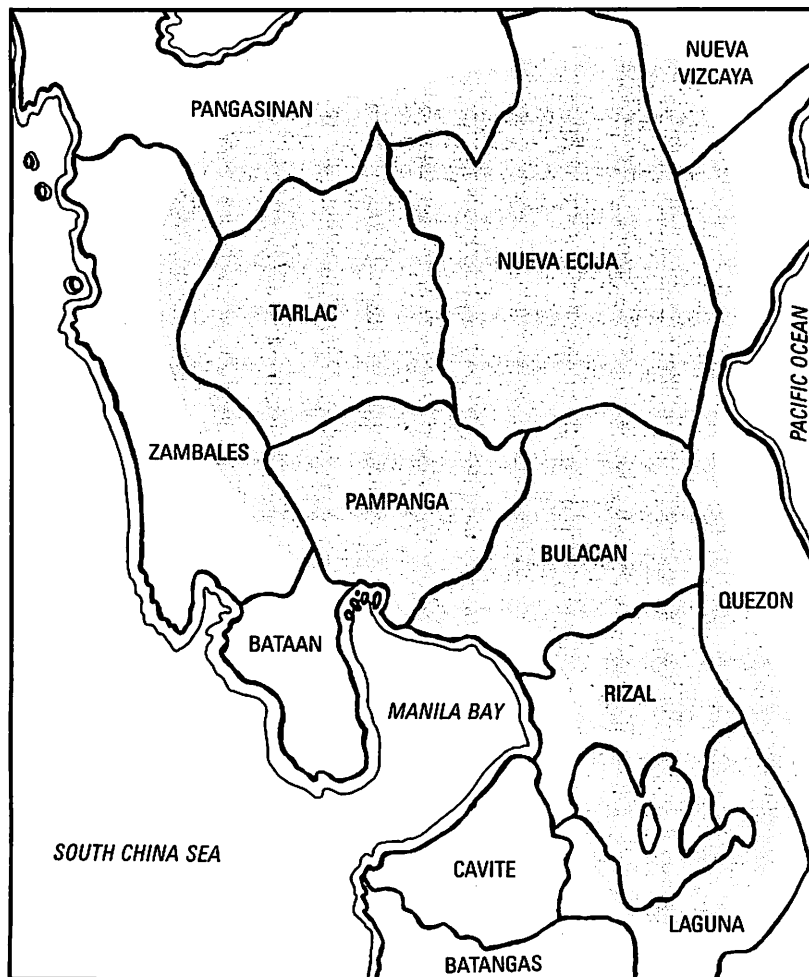 NUEVA
VIZCAYA
PANGASINAN
NUEVA ECIJA
TARLAC
PACIFIC OCEAN
ZAMBALES
PAMPANGA
BULACAN
QUEZON
BATAAN
RIZAL
MANILA BAY
SOUTH CHINA SEA
CAVITE
LAGUNA
BATANGAS